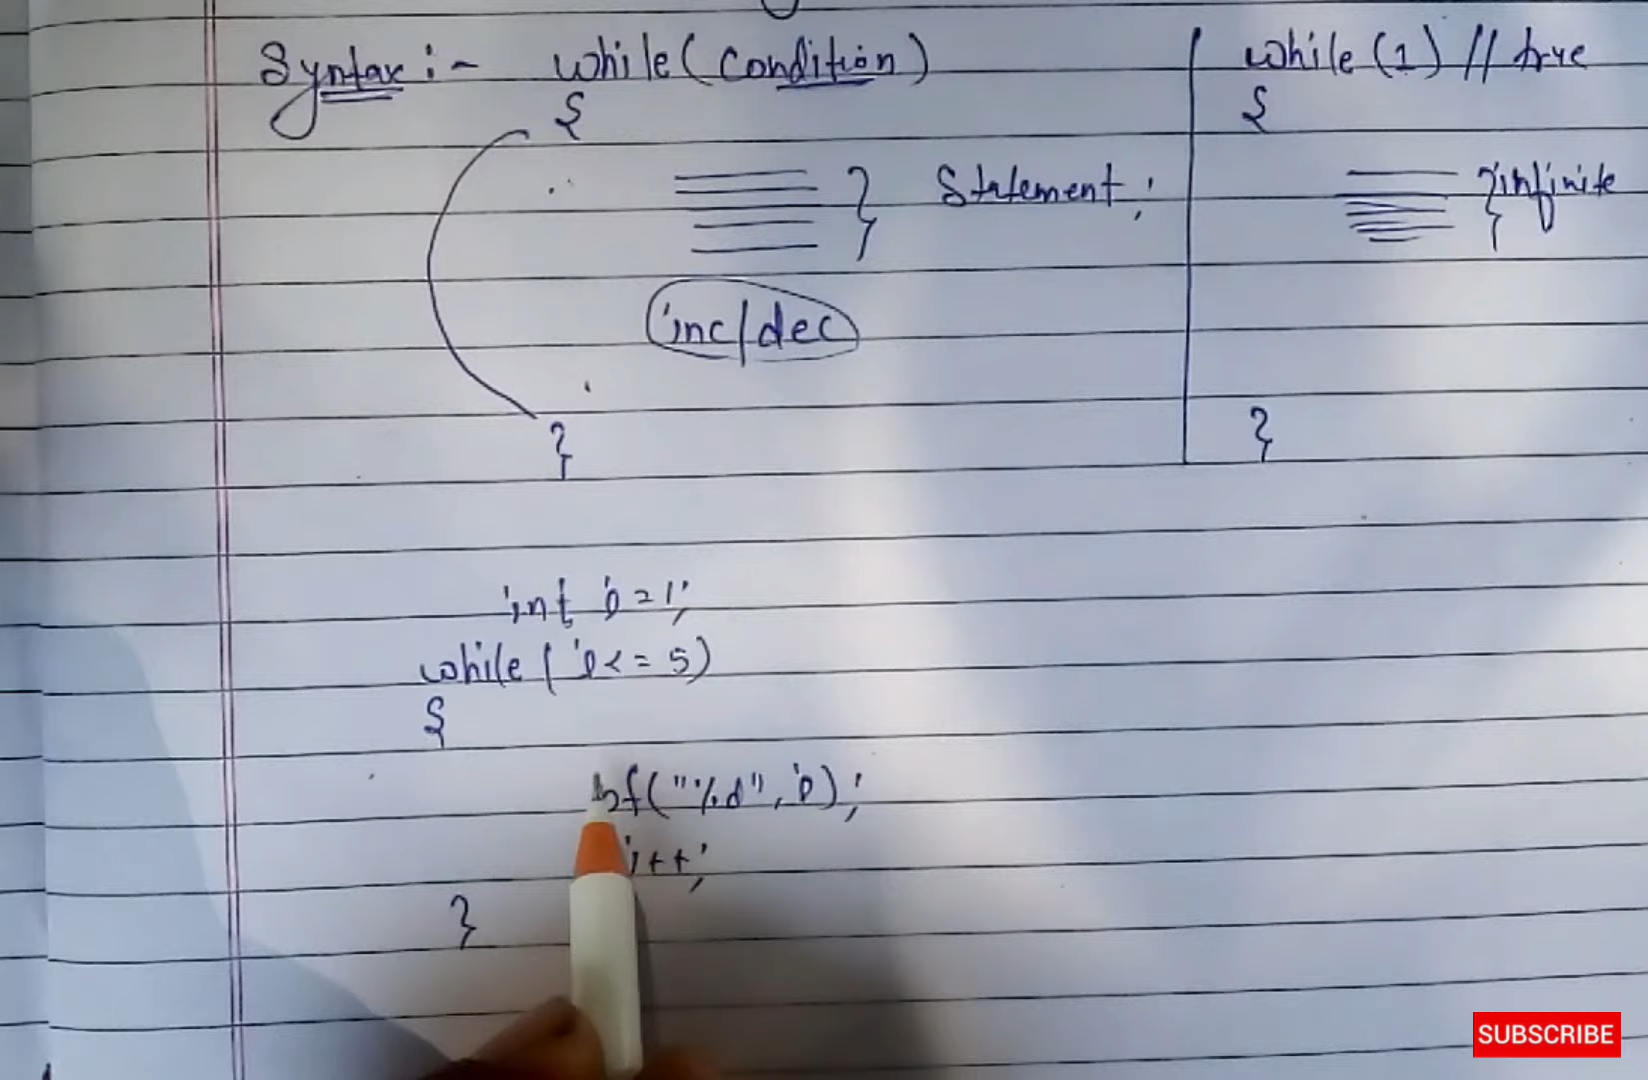 Syntax :- while (condition)
{
} Statement;
inc/dec
}
while (1) // true
{
} infinite
}
int i = 1;
while ( i <= 5)
{
f("%d", i);
i++;
}
SUBSCRIBE